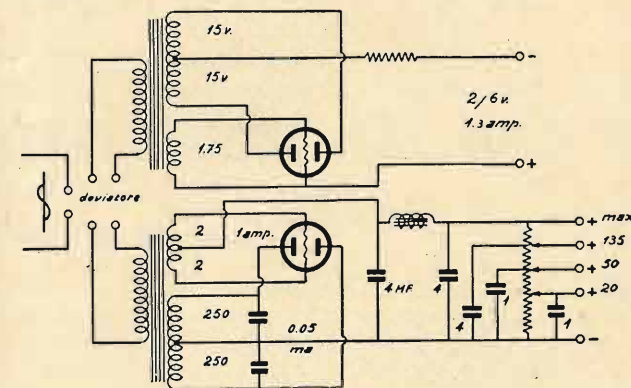 15 v.
15 v
1.75
-
2/6 v.
1.3 amp.
+
deviatore
2
2
1 amp.
250
250
0.05
ma
4 MF.
4
4
1
1
+ max
+ 135
+ 50
+ 20
-